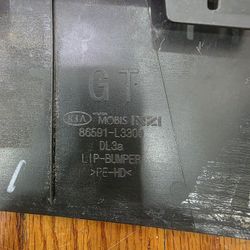 GT
KIA MOBIS
86591-L3300
DL3a
LIP-BUMPER
>PE-HD<